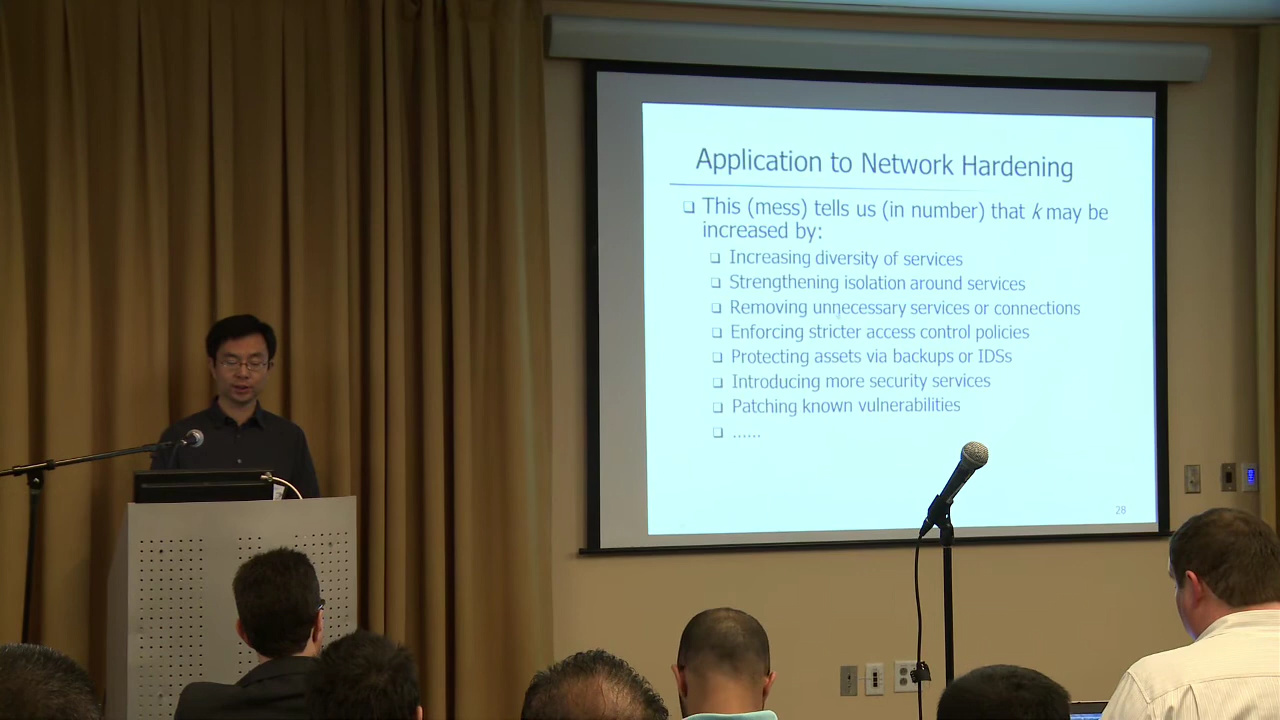 Application to Network Hardening
❑ This (mess) tells us (in number) that k may be
increased by:
❑ Increasing diversity of services
❑ Strengthening isolation around services
❑ Removing unnecessary services or connections
❑ Enforcing stricter access control policies
❑ Protecting assets via backups or IDSs
❑ Introducing more security services
❑ Patching known vulnerabilities
❑ ......
28